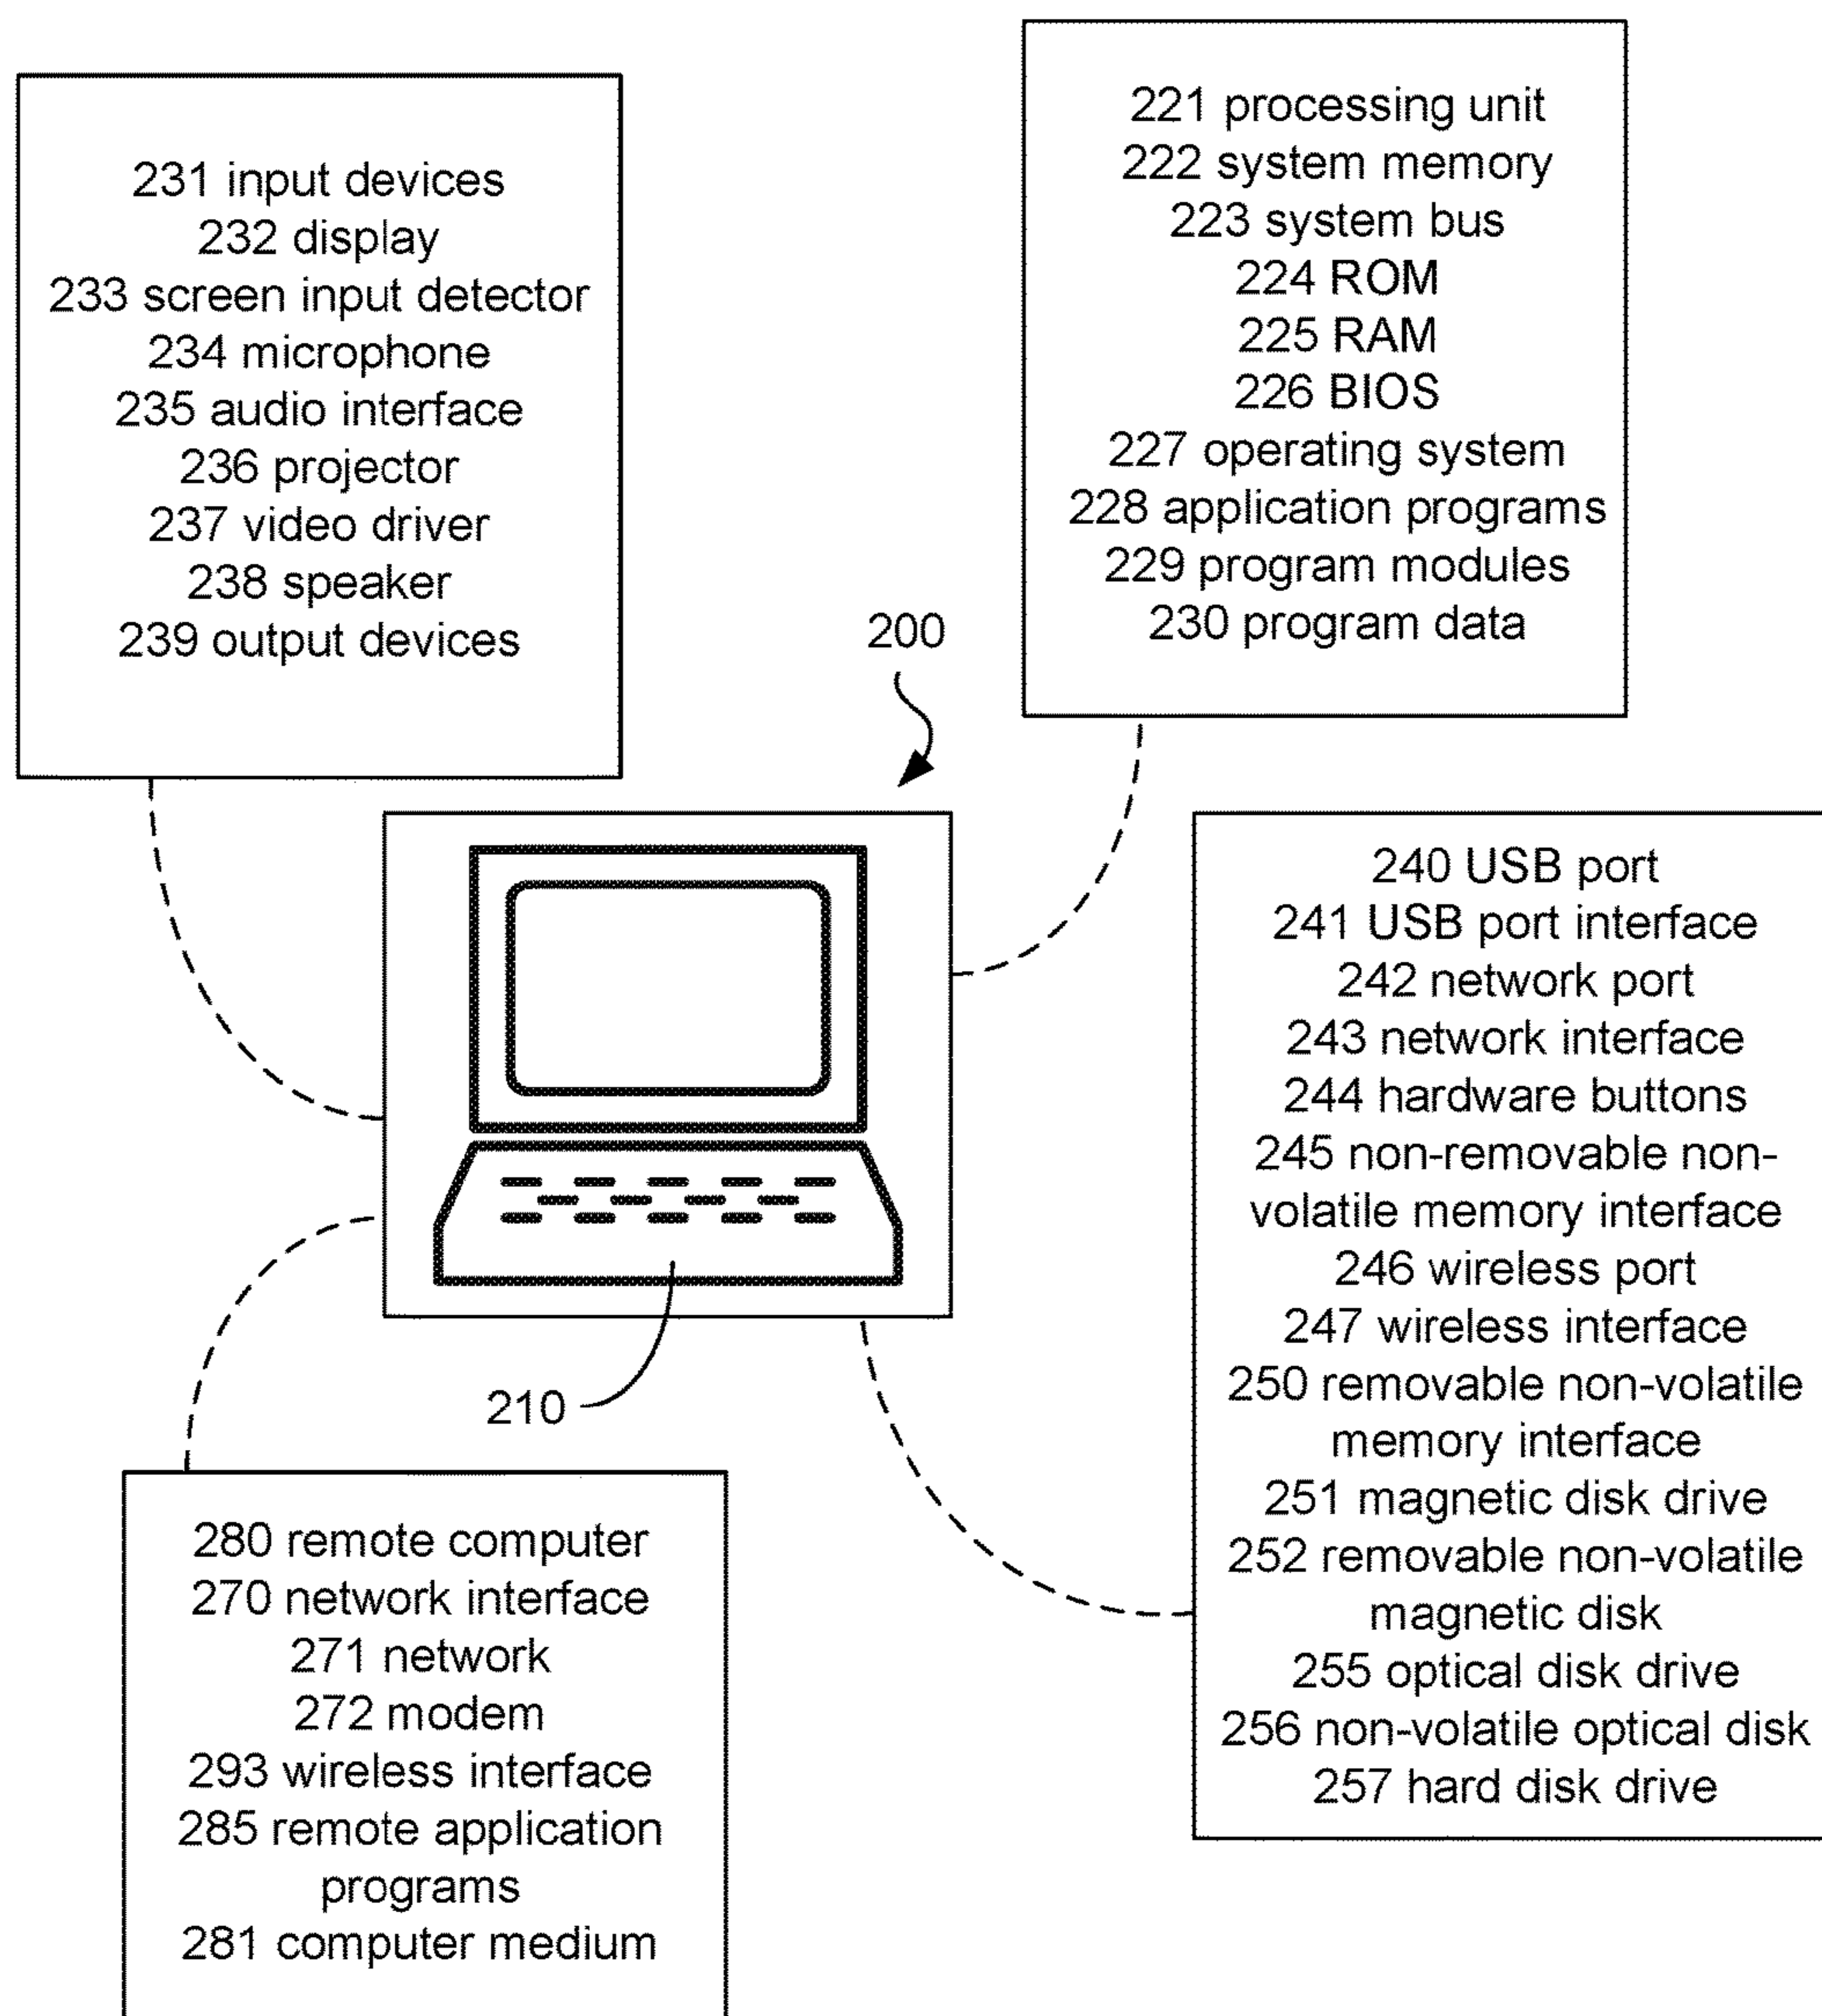 231 input devices
232 display
233 screen input detector
234 microphone
235 audio interface
236 projector
237 video driver
238 speaker
239 output devices
221 processing unit
222 system memory
223 system bus
224 ROM
225 RAM
226 BIOS
227 operating system
228 application programs
229 program modules
230 program data
200
210
240 USB port
241 USB port interface
242 network port
243 network interface
244 hardware buttons
245 non-removable non-
volatile memory interface
246 wireless port
247 wireless interface
250 removable non-volatile
memory interface
251 magnetic disk drive
252 removable non-volatile
magnetic disk
255 optical disk drive
256 non-volatile optical disk
257 hard disk drive
280 remote computer
270 network interface
271 network
272 modem
293 wireless interface
285 remote application
programs
281 computer medium